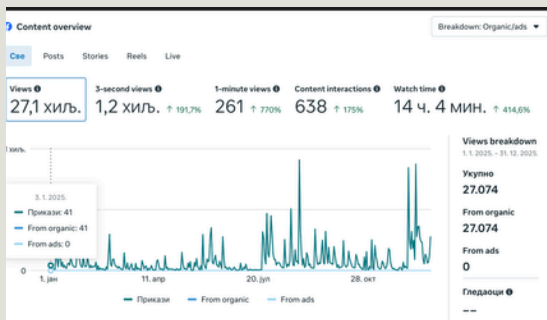 Content overview
Breakdown: Organic/ads
Све Posts Stories Reels Live
Views 3-second views 1-minute views Content interactions Watch time
27,1 хиљ. 1,2 хиљ. ↑ 191,7% 261 ↑ 770% 638 ↑ 175% 14 ч. 4 мин. ↑ 414,6%
Views breakdown
1. 1. 2025. – 31. 12. 2025.
Укупно
27.074
From organic
27.074
From ads
0
Гледаоци
--
хиљ.
3. 1. 2025.
Прикази: 41
From organic: 41
From ads: 0
0
1. јан 11. апр 20. јул 28. окт
Прикази From organic From ads